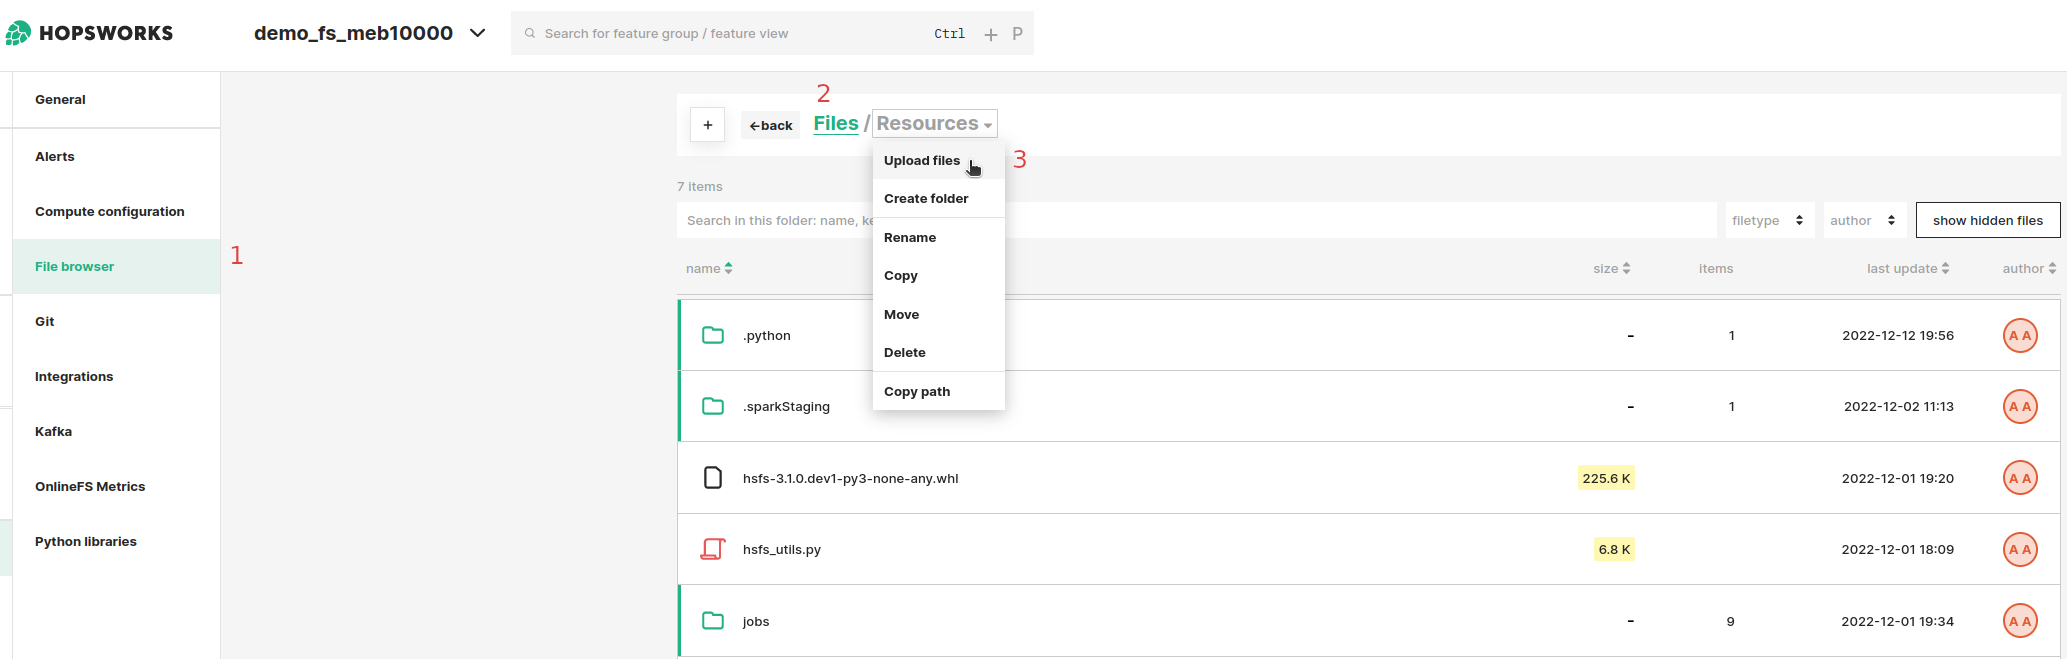 HOPSWORKS
demo_fs_meb10000
Search for feature group / feature view
Ctrl + P
General
Alerts
Compute configuration
File browser
1
Git
Integrations
Kafka
OnlineFS Metrics
Python libraries
2
+
←back
Files / Resources
3
Upload files
Create folder
Rename
Copy
Move
Delete
Copy path
7 items
Search in this folder: name,
filetype
author
show hidden files
name size items last update author
.python - 1 2022-12-12 19:56 A A
.sparkStaging - 1 2022-12-02 11:13 A A
hsfs-3.1.0.dev1-py3-none-any.whl 225.6 K 2022-12-01 19:20 A A
hsfs_utils.py 6.8 K 2022-12-01 18:09 A A
jobs - 9 2022-12-01 19:34 A A